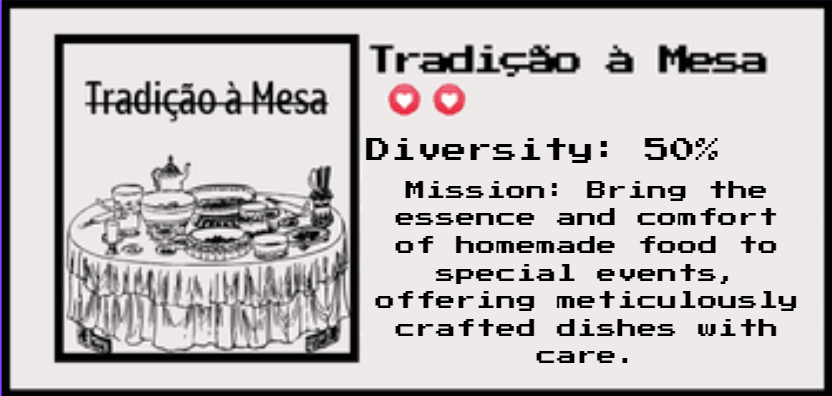 Tradição à Mesa
Tradição à Mesa
Diversity: 50%
Mission: Bring the
essence and comfort
of homemade food to
special events,
offering meticulously
crafted dishes with
care.